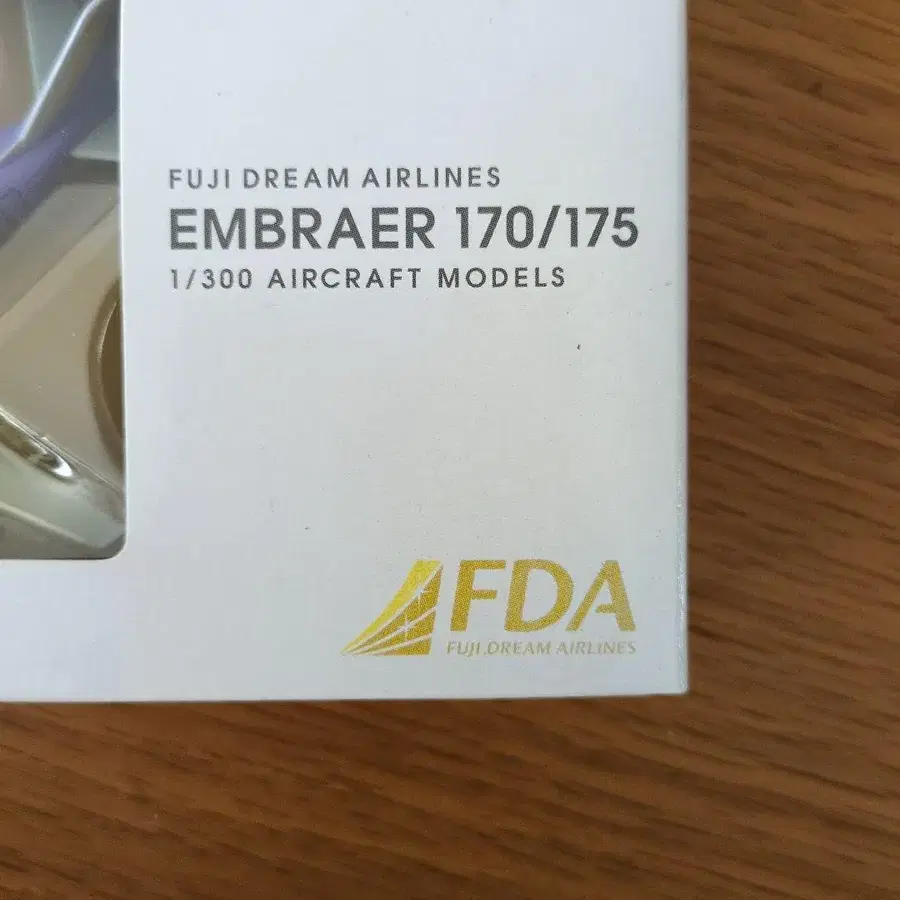 FUJI DREAM AIRLINES
EMBRAER 170/175
1/300 AIRCRAFT MODELS
FDA
FUJI DREAM AIRLINES